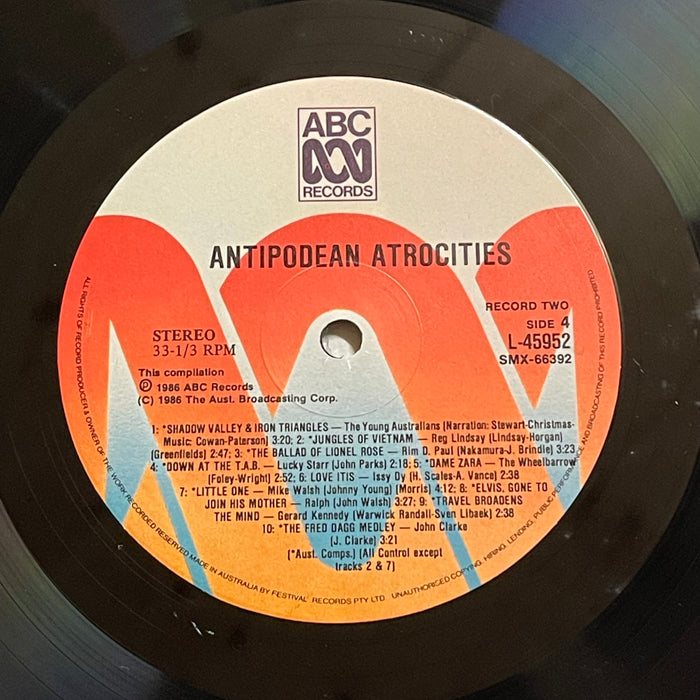 ABC
RECORDS
ANTIPODEAN ATROCITIES
RECORD TWO
SIDE 4
L-45952
SMX-66392
STEREO
33-1/3 RPM
This compilation
Ⓟ 1986 ABC Records
(C) 1986 The Aust. Broadcasting Corp.
1: *SHADOW VALLEY & IRON TRIANGLES — The Young Australians (Narration: Stewart-Christmas-
Music: Cowan-Paterson) 3:20; 2: *JUNGLES OF VIETNAM — Reg Lindsay (Lindsay-Horgan)
(Greenfields) 2:47; 3: *THE BALLAD OF LIONEL ROSE — Rim D. Paul (Nakamura-J. Brindle) 3:23
4: *DOWN AT THE T.A.B. — Lucky Starr (John Parks) 2:18; 5: *DAME ZARA — The Wheelbarrow
(Foley-Wright) 2:52; 6: LOVE ITIS — Issy Dy (H. Scales-A. Vance) 2:38
7: *LITTLE ONE — Mike Walsh (Johnny Young) (Morris) 4:12; 8: *ELVIS, GONE TO
JOIN HIS MOTHER — Ralph (John Walsh) 3:27; 9: *TRAVEL BROADENS
THE MIND — Gerard Kennedy (Warwick Randall-Sven Libaek) 2:38
10: *THE FRED DAGG MEDLEY — John Clarke
(J. Clarke) 3:21
(*Aust. Comps.) (All Control except
tracks 2 & 7)
ALL RIGHTS OF RECORD PRODUCER & OWNER OF THE WORK RECORDED RESERVED MADE IN AUSTRALIA BY FESTIVAL RECORDS PTY LTD. UNAUTHORISED COPYING, HIRING, LENDING, PUBLIC PERFORMANCE AND BROADCASTING OF THIS RECORD PROHIBITED